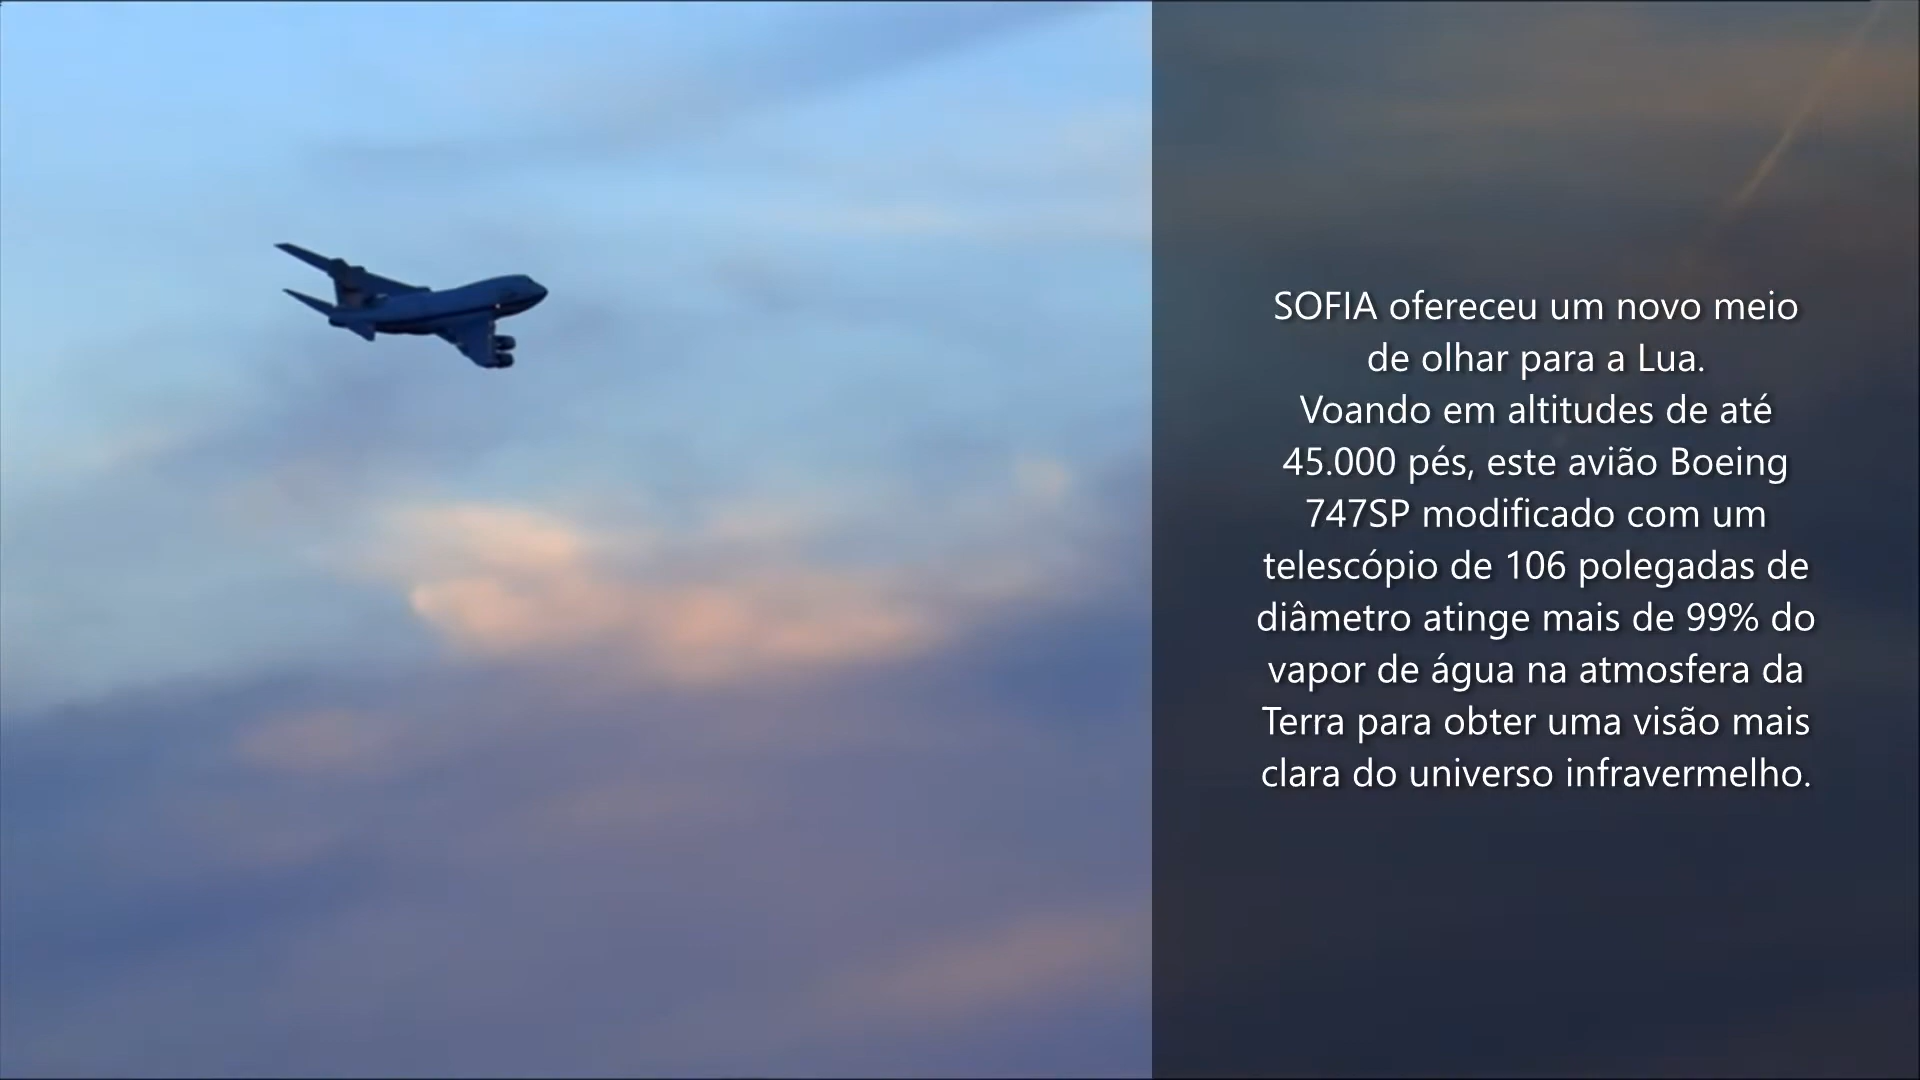 SOFIA ofereceu um novo meio
de olhar para a Lua.
Voando em altitudes de até
45.000 pés, este avião Boeing
747SP modificado com um
telescópio de 106 polegadas de
diâmetro atinge mais de 99% do
vapor de água na atmosfera da
Terra para obter uma visão mais
clara do universo infravermelho.